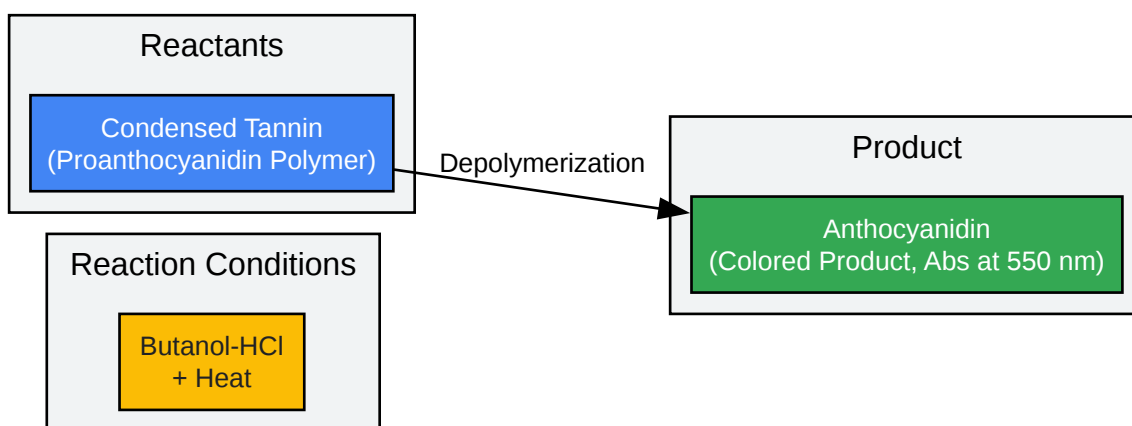 Reactants
Condensed Tannin
(Proanthocyanidin Polymer)
Depolymerization
Product
Anthocyanidin
(Colored Product, Abs at 550 nm)
Reaction Conditions
Butanol-HCl
+ Heat